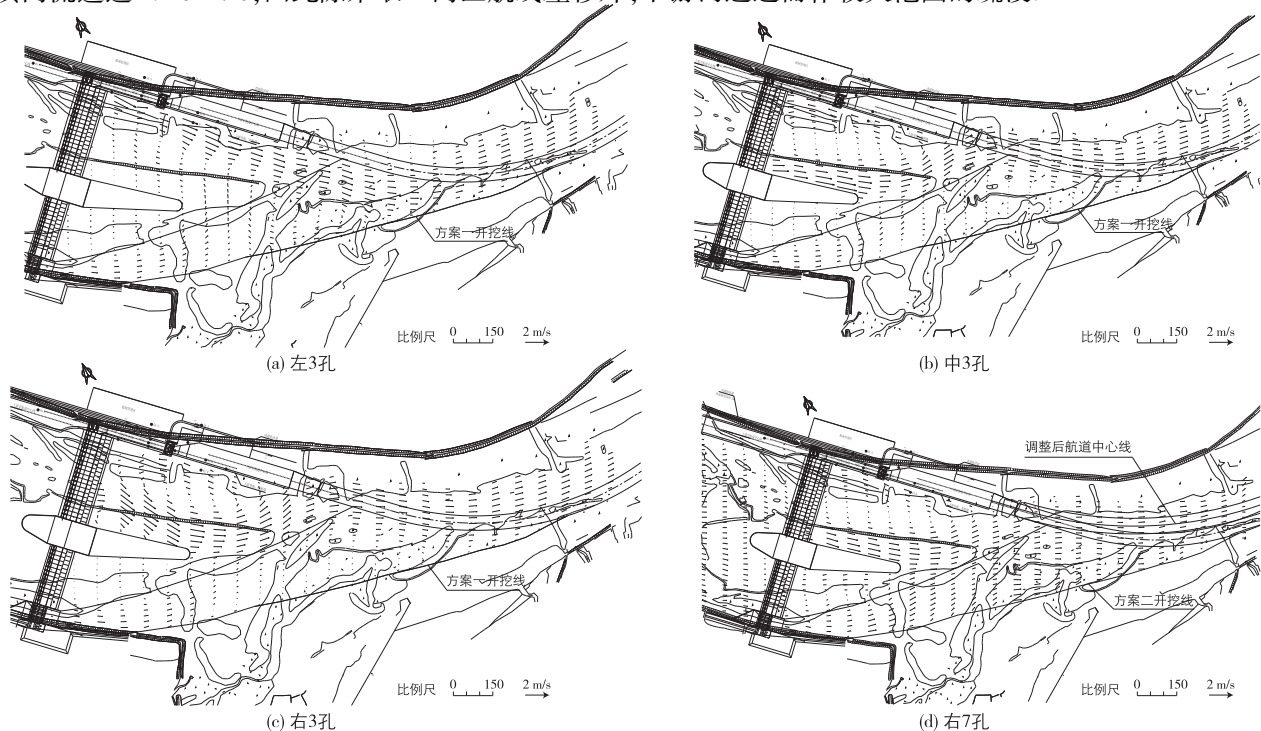 方案一开挖线
比例尺 0 150 2 m/s
(a) 左3孔
方案一开挖线
比例尺 0 150 2 m/s
(b) 中3孔
方案一开挖线
比例尺 0 150 2 m/s
(c) 右3孔
调整后航道中心线
方案二开挖线
比例尺 0 150 2 m/s
(d) 右7孔